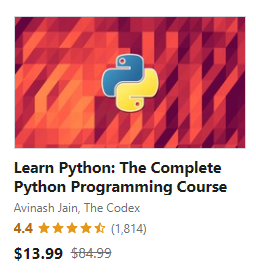 Learn Python: The Complete
Python Programming Course
Avinash Jain, The Codex
4.4 (1,814)
$13.99 $84.99